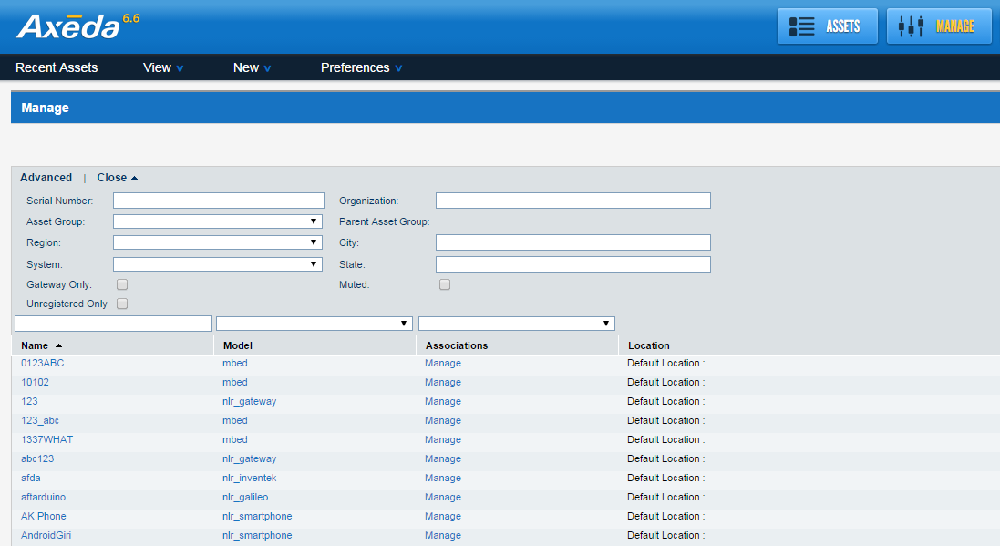 Axēda 6.6
ASSETS
MANAGE
Recent Assets View v New v Preferences v
Manage
Advanced | Close
Serial Number: Organization:
Asset Group: Parent Asset Group:
Region: City:
System: State:
Gateway Only: Muted:
Unregistered Only
Name Model Associations Location
0123ABC mbed Manage Default Location :
10102 mbed Manage Default Location :
123 nlr_gateway Manage Default Location :
123_abc mbed Manage Default Location :
1337WHAT mbed Manage Default Location :
abc123 nlr_gateway Manage Default Location :
afda nlr_inventek Manage Default Location :
aftarduino nlr_galileo Manage Default Location :
AK Phone nlr_smartphone Manage Default Location :
AndroidGiri nlr_smartphone Manage Default Location :